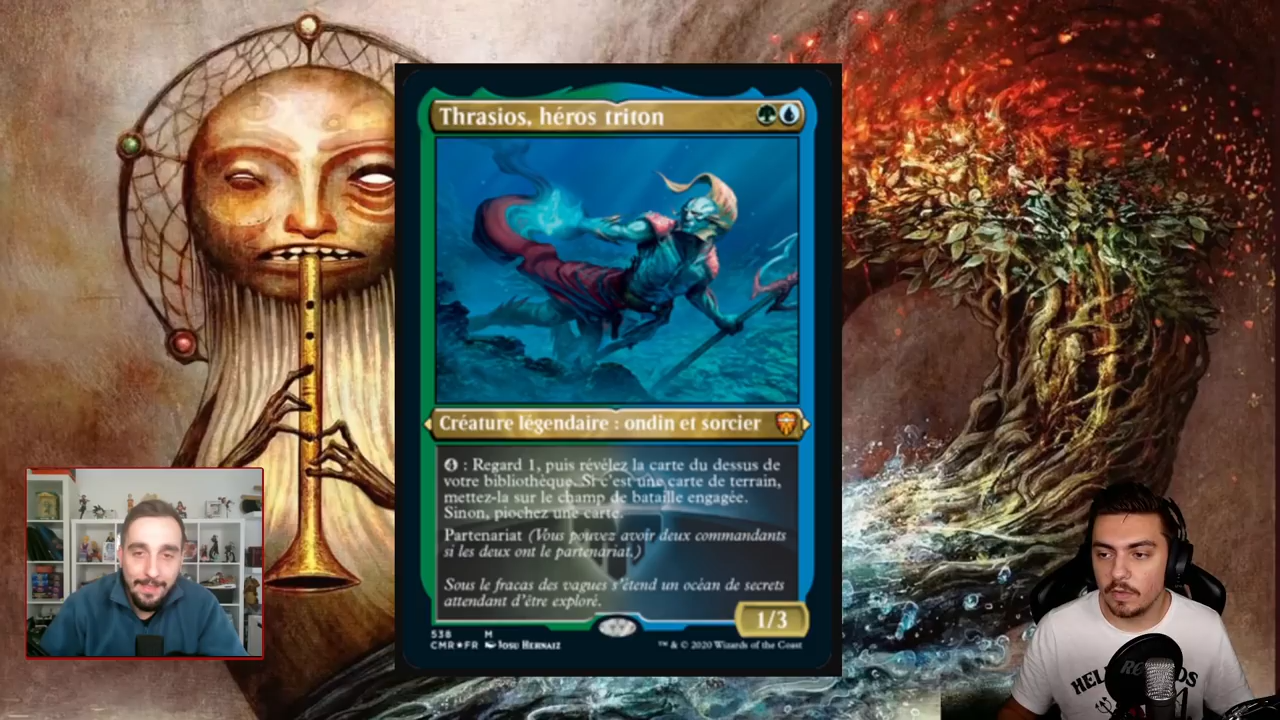 Thrasios, héros triton
Créature légendaire : ondin et sorcier
4 : Regard 1, puis révélez la carte du dessus de
votre bibliothèque. Si c'est une carte de terrain,
mettez-la sur le champ de bataille engagée.
Sinon, piochez une carte.
Partenariat (Vous pouvez avoir deux commandants
si les deux ont le partenariat.)
Sous le fracas des vagues s'étend un océan de secrets
attendant d'être exploré.
1/3
538 M
CMR★FR Josu Hernaiz
™ & © 2020 Wizards of the Coast